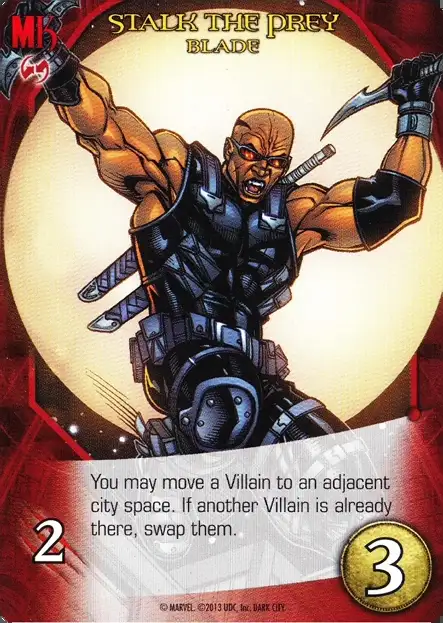 MK
STALK THE PREY
BLADE
You may move a Villain to an adjacent
city space. If another Villain is already
there, swap them.
2
3
© MARVEL. ©2013 UDC, Inc. DARK CITY